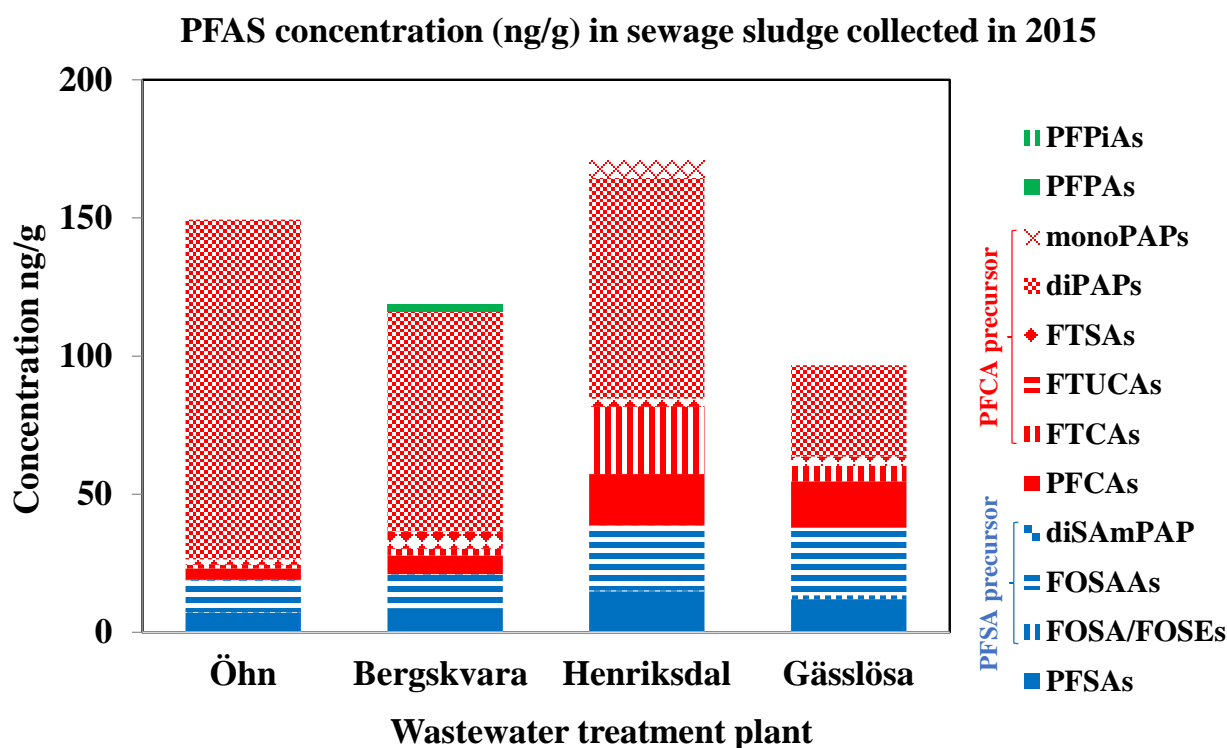 PFAS concentration (ng/g) in sewage sludge collected in 2015
Concentration ng/g
200
150
100
50
0
Öhn
Bergskvara
Henriksdal
Gässlösa
Wastewater treatment plant
PFPiAs
PFPAs
PFCA precursor
monoPAPs
diPAPs
FTSAs
FTUCAs
FTCAs
PFCAs
PFSA precursor
diSAmPAP
FOSAAs
FOSA/FOSEs
PFSAs